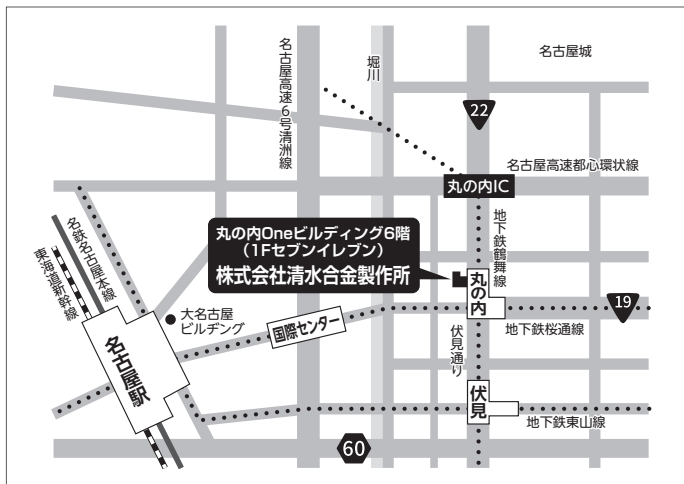 名古屋高速6号清洲線
堀川
名古屋城
22
名古屋高速都心環状線
丸の内IC
地下鉄鶴舞線
丸の内Oneビルディング6階
（1Fセブンイレブン）
株式会社清水合金製作所
名鉄名古屋本線
東海道新幹線
大名古屋
ビルヂング
国際センター
丸の内
19
地下鉄桜通線
伏見通り
名古屋駅
伏見
地下鉄東山線
60